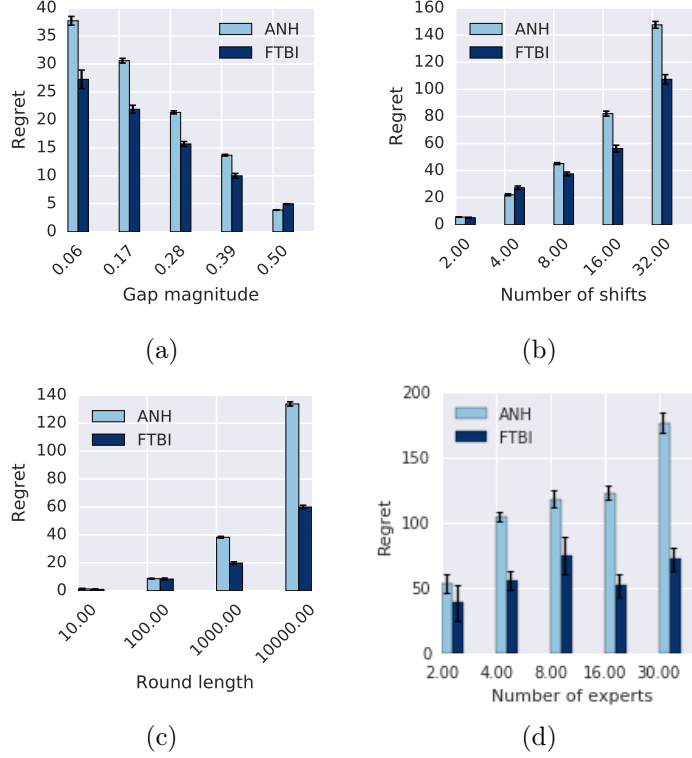 40
35
30
25
20
15
10
5
0
Regret
ANH
FTBI
0.06 0.17 0.28 0.39 0.50
Gap magnitude
(a)
160
140
120
100
80
60
40
20
0
Regret
ANH
FTBI
2.00 4.00 8.00 16.00 32.00
Number of shifts
(b)
140
120
100
80
60
40
20
0
Regret
ANH
FTBI
10.00 100.00 1000.00 10000.00
Round length
(c)
200
150
100
50
0
Regret
ANH
FTBI
2.00 4.00 8.00 16.00 30.00
Number of experts
(d)